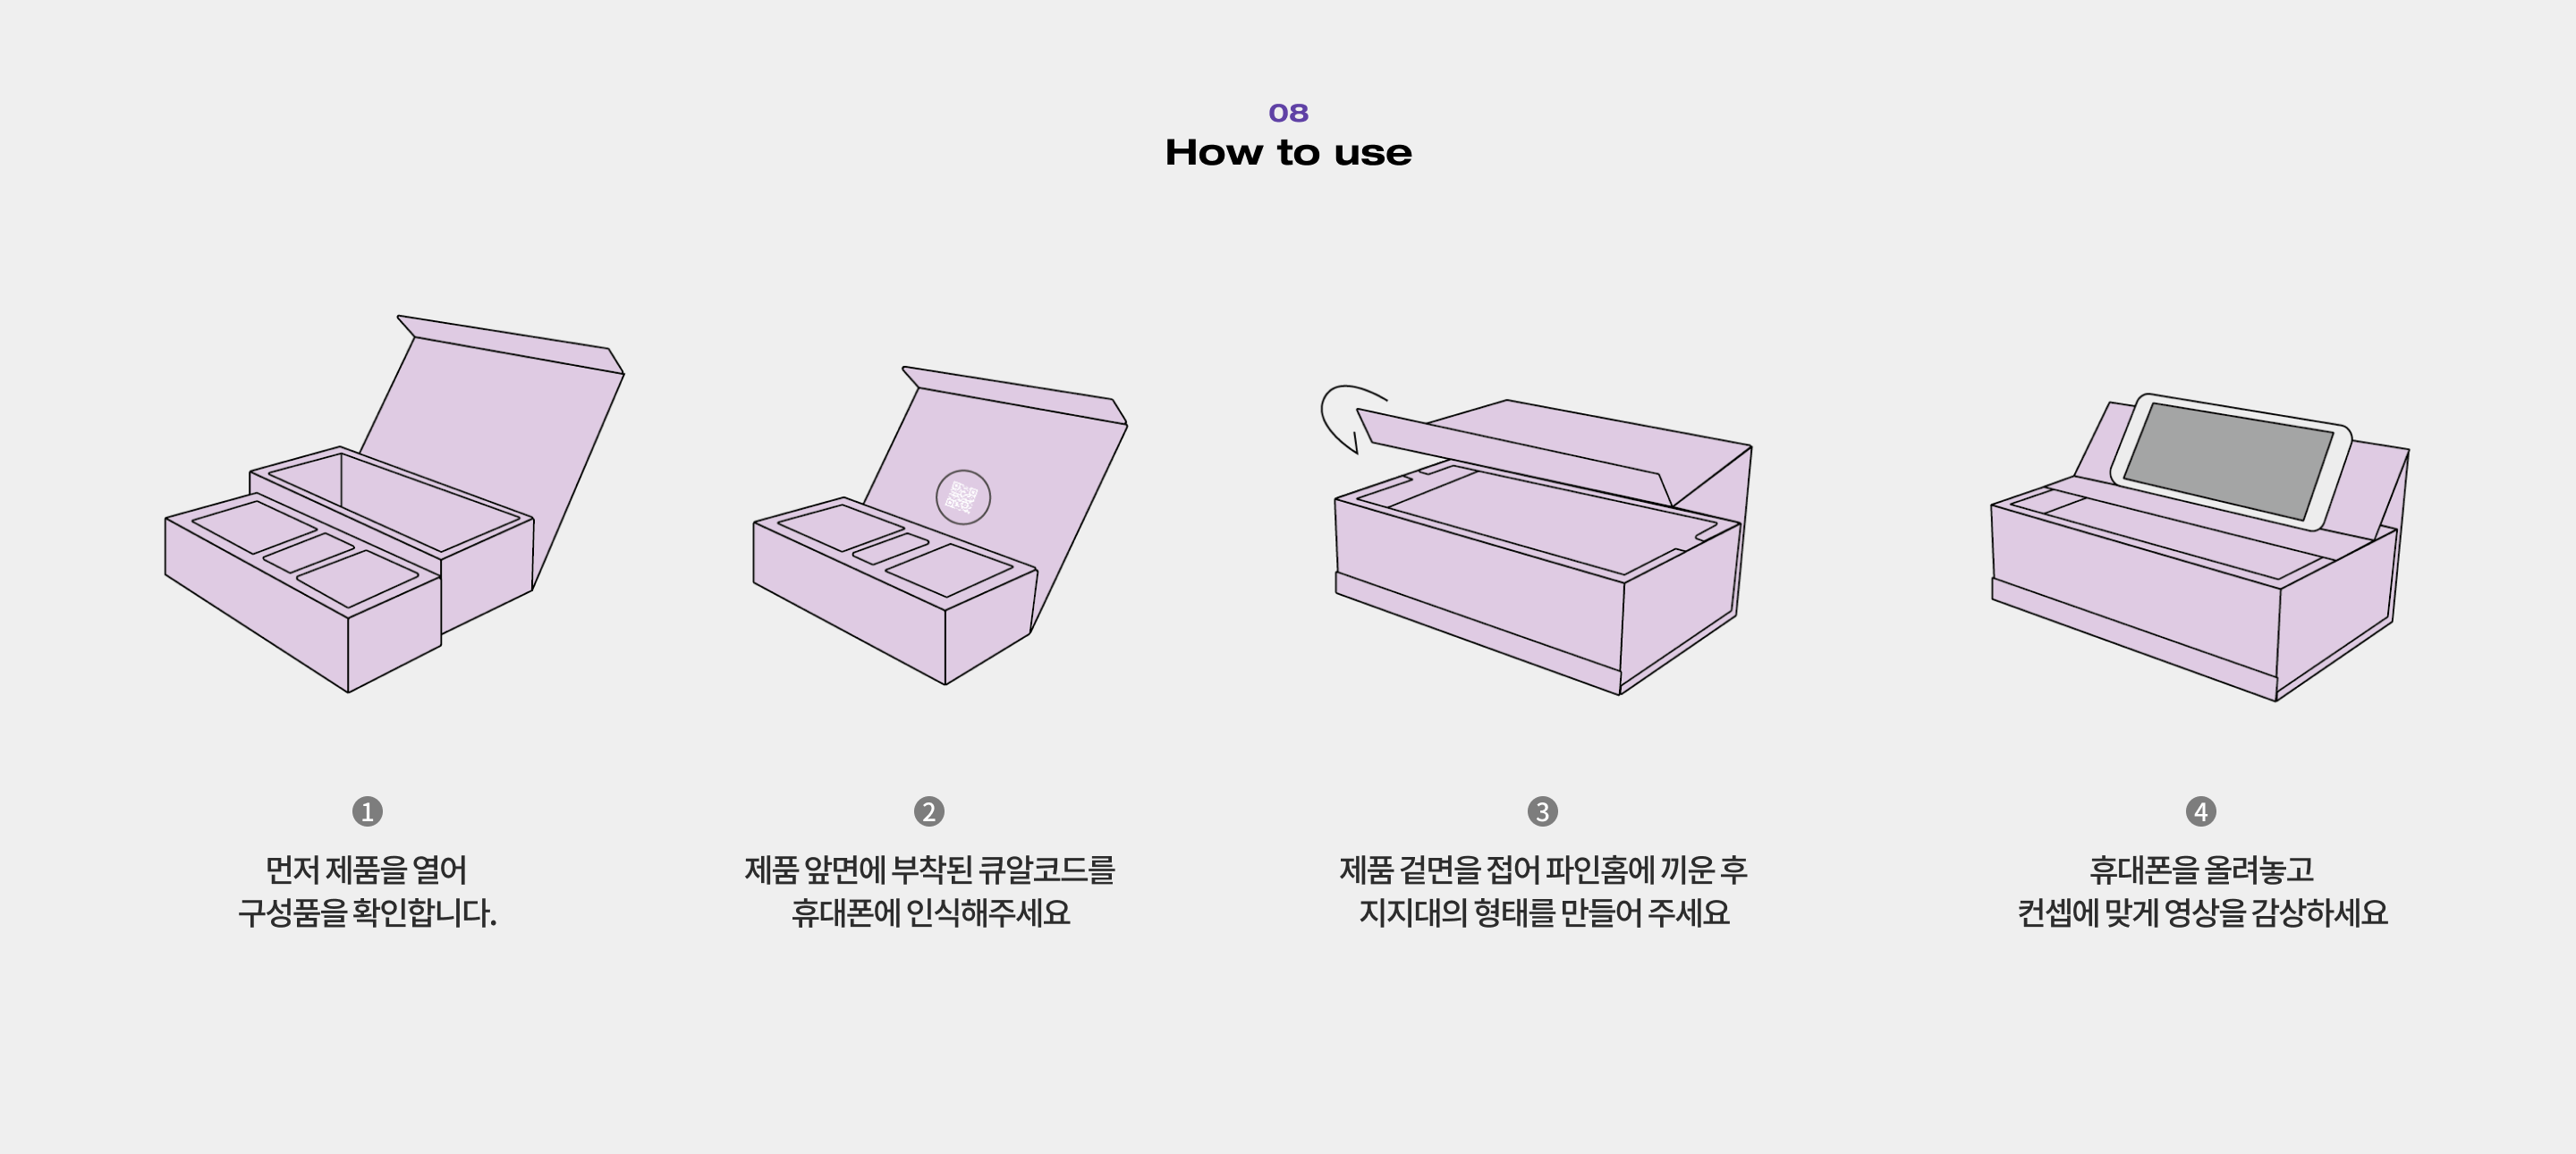 08
How to use
1
먼저 제품을 열어
구성품을 확인합니다.
2
제품 앞면에 부착된 큐알코드를
휴대폰에 인식해주세요
3
제품 겉면을 접어 파인홈에 끼운 후
지지대의 형태를 만들어 주세요
4
휴대폰을 올려놓고
컨셉에 맞게 영상을 감상하세요